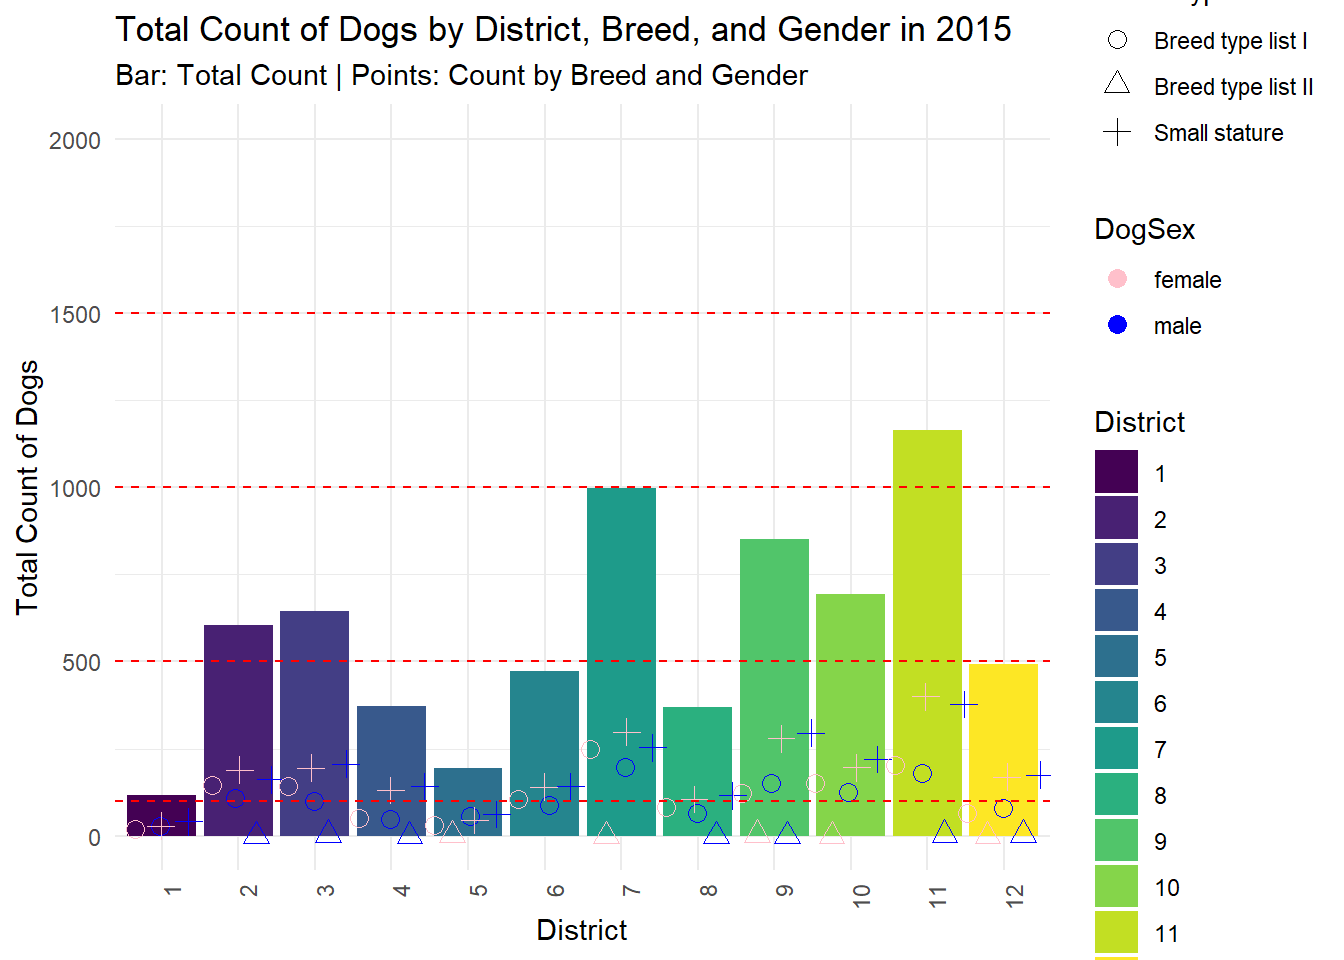 Total Count of Dogs by District, Breed, and Gender in 2015
Bar: Total Count | Points: Count by Breed and Gender
Total Count of Dogs
2000
1500
1000
500
0
1
2
3
4
5
6
7
8
9
10
11
12
District
Breed type list I
Breed type list II
Small stature
DogSex
female
male
District
1
2
3
4
5
6
7
8
9
10
11